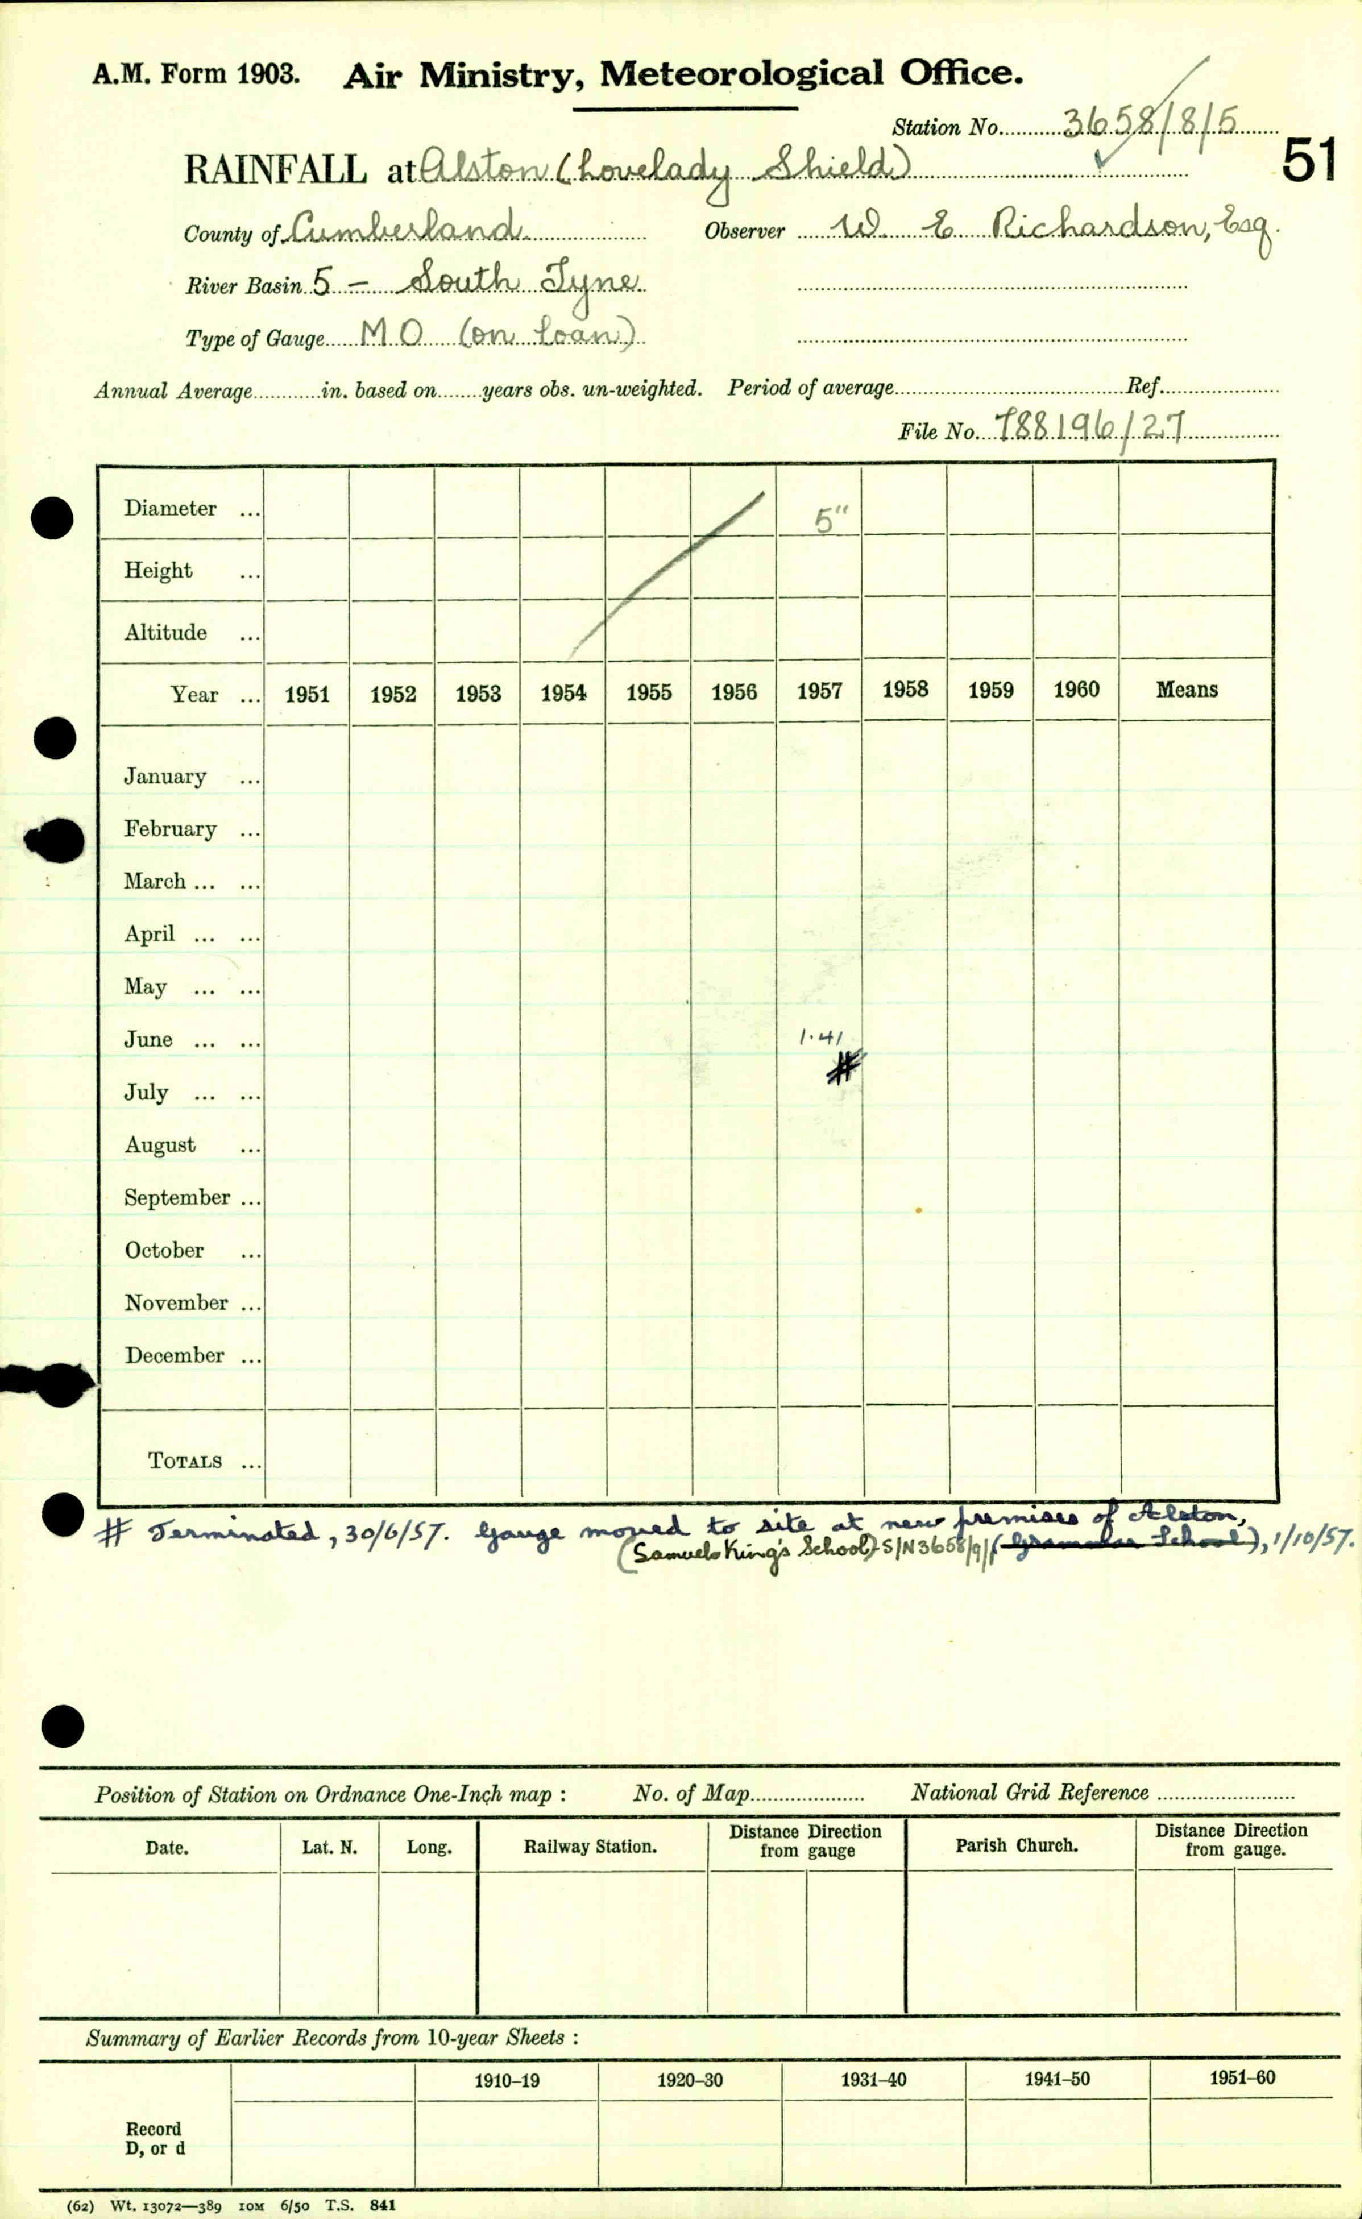 A.M. Form 1903. Air Ministry, Meteorological Office.
Station No. 3658/8/5
51
RAINFALL at Alston (Lovelady Shield)
County of Cumberland Observer W E Richardson, Esq.
River Basin 5 - South Tyne
Type of Gauge MO (on loan)
Annual Average in. based on years obs. un-weighted. Period of average Ref.
File No. 788196/27
Diameter ... 5"
Height ...
Altitude ...
Year ... 1951 1952 1953 1954 1955 1956 1957 1958 1959 1960 Means
January ...
February ...
March ... ...
April ... ...
May ... ...
June ... ... 1.41
#
July ... ...
August ...
September ...
October ...
November ...
December ...
TOTALS ...
# Terminated, 30/6/57. Gauge moved to site at new premises of Alston,
(Samuel King's School) S/N 3658/9/1 (Grammar School), 1/10/57.
Position of Station on Ordnance One-Inch map : No. of Map National Grid Reference
Date. Lat. N. Long. Railway Station. Distance Direction from gauge Parish Church. Distance Direction from gauge.
Summary of Earlier Records from 10-year Sheets :
1910–19 1920–30 1931–40 1941–50 1951–60
Record
D, or d
(62) Wt. 13072—389 10M 6/50 T.S. 841